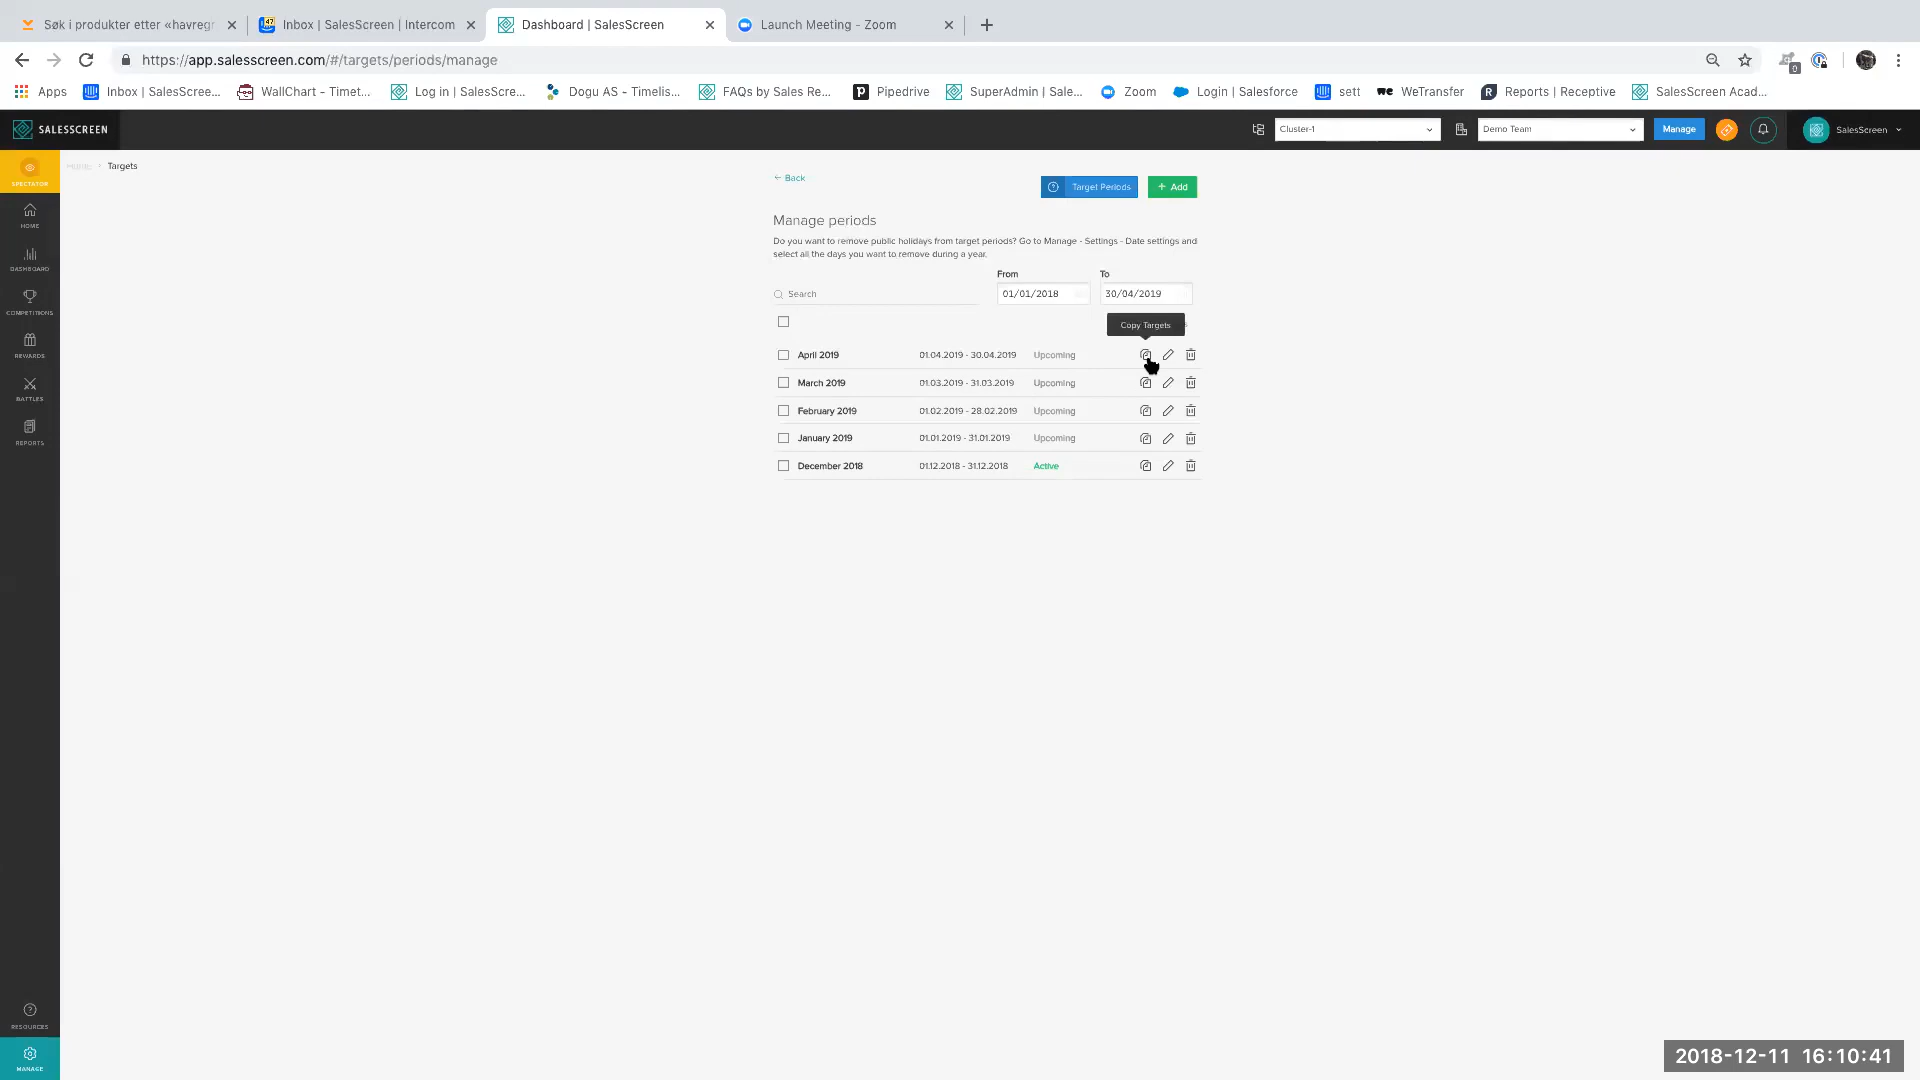 Søk i produkter etter «havregr
Inbox | SalesScreen | Intercom
Dashboard | SalesScreen
Launch Meeting - Zoom
https://app.salesscreen.com/#/targets/periods/manage
0
Apps
Inbox | SalesScree...
WallChart - Timet...
Log in | SalesScre...
Dogu AS - Timelis...
FAQs by Sales Re...
Pipedrive
SuperAdmin | Sale...
Zoom
Login | Salesforce
sett
WeTransfer
Reports | Receptive
SalesScreen Acad...
SALESSCREEN
Cluster-1
Demo Team
Manage
SalesScreen
SPECTATOR
HOME
DASHBOARD
COMPETITIONS
REWARDS
BATTLES
REPORTS
RESOURCES
MANAGE
Home > Targets
← Back
Target Periods
+ Add
Manage periods
Do you want to remove public holidays from target periods? Go to Manage - Settings - Date settings and
select all the days you want to remove during a year.
From To
Search 01/01/2018 30/04/2019
Copy Targets
April 2019 01.04.2019 - 30.04.2019 Upcoming
March 2019 01.03.2019 - 31.03.2019 Upcoming
February 2019 01.02.2019 - 28.02.2019 Upcoming
January 2019 01.01.2019 - 31.01.2019 Upcoming
December 2018 01.12.2018 - 31.12.2018 Active
2018-12-11 16:10:41